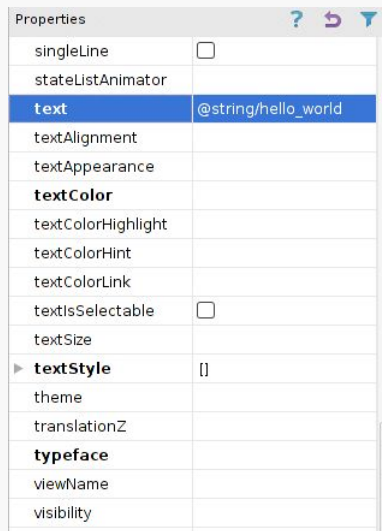 Properties ?
singleLine
stateListAnimator
text @string/hello_world
textAlignment
textAppearance
textColor
textColorHighlight
textColorHint
textColorLink
textIsSelectable
textSize
textStyle []
theme
translationZ
typeface
viewName
visibility